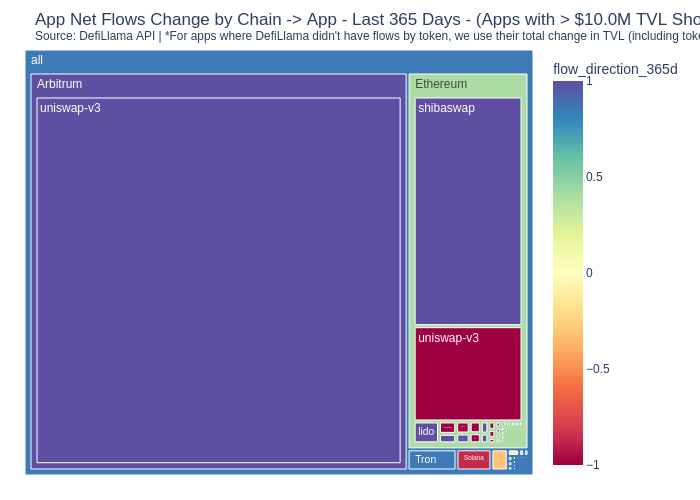 App Net Flows Change by Chain -> App - Last 365 Days - (Apps with > $10.0M TVL Sho
Source: DefiLlama API | *For apps where DefiLlama didn't have flows by token, we use their total change in TVL (including toke
all
Arbitrum
uniswap-v3
Ethereum
shibaswap
uniswap-v3
lido
Tron
Solana
flow_direction_365d
1
0.5
0
−0.5
−1